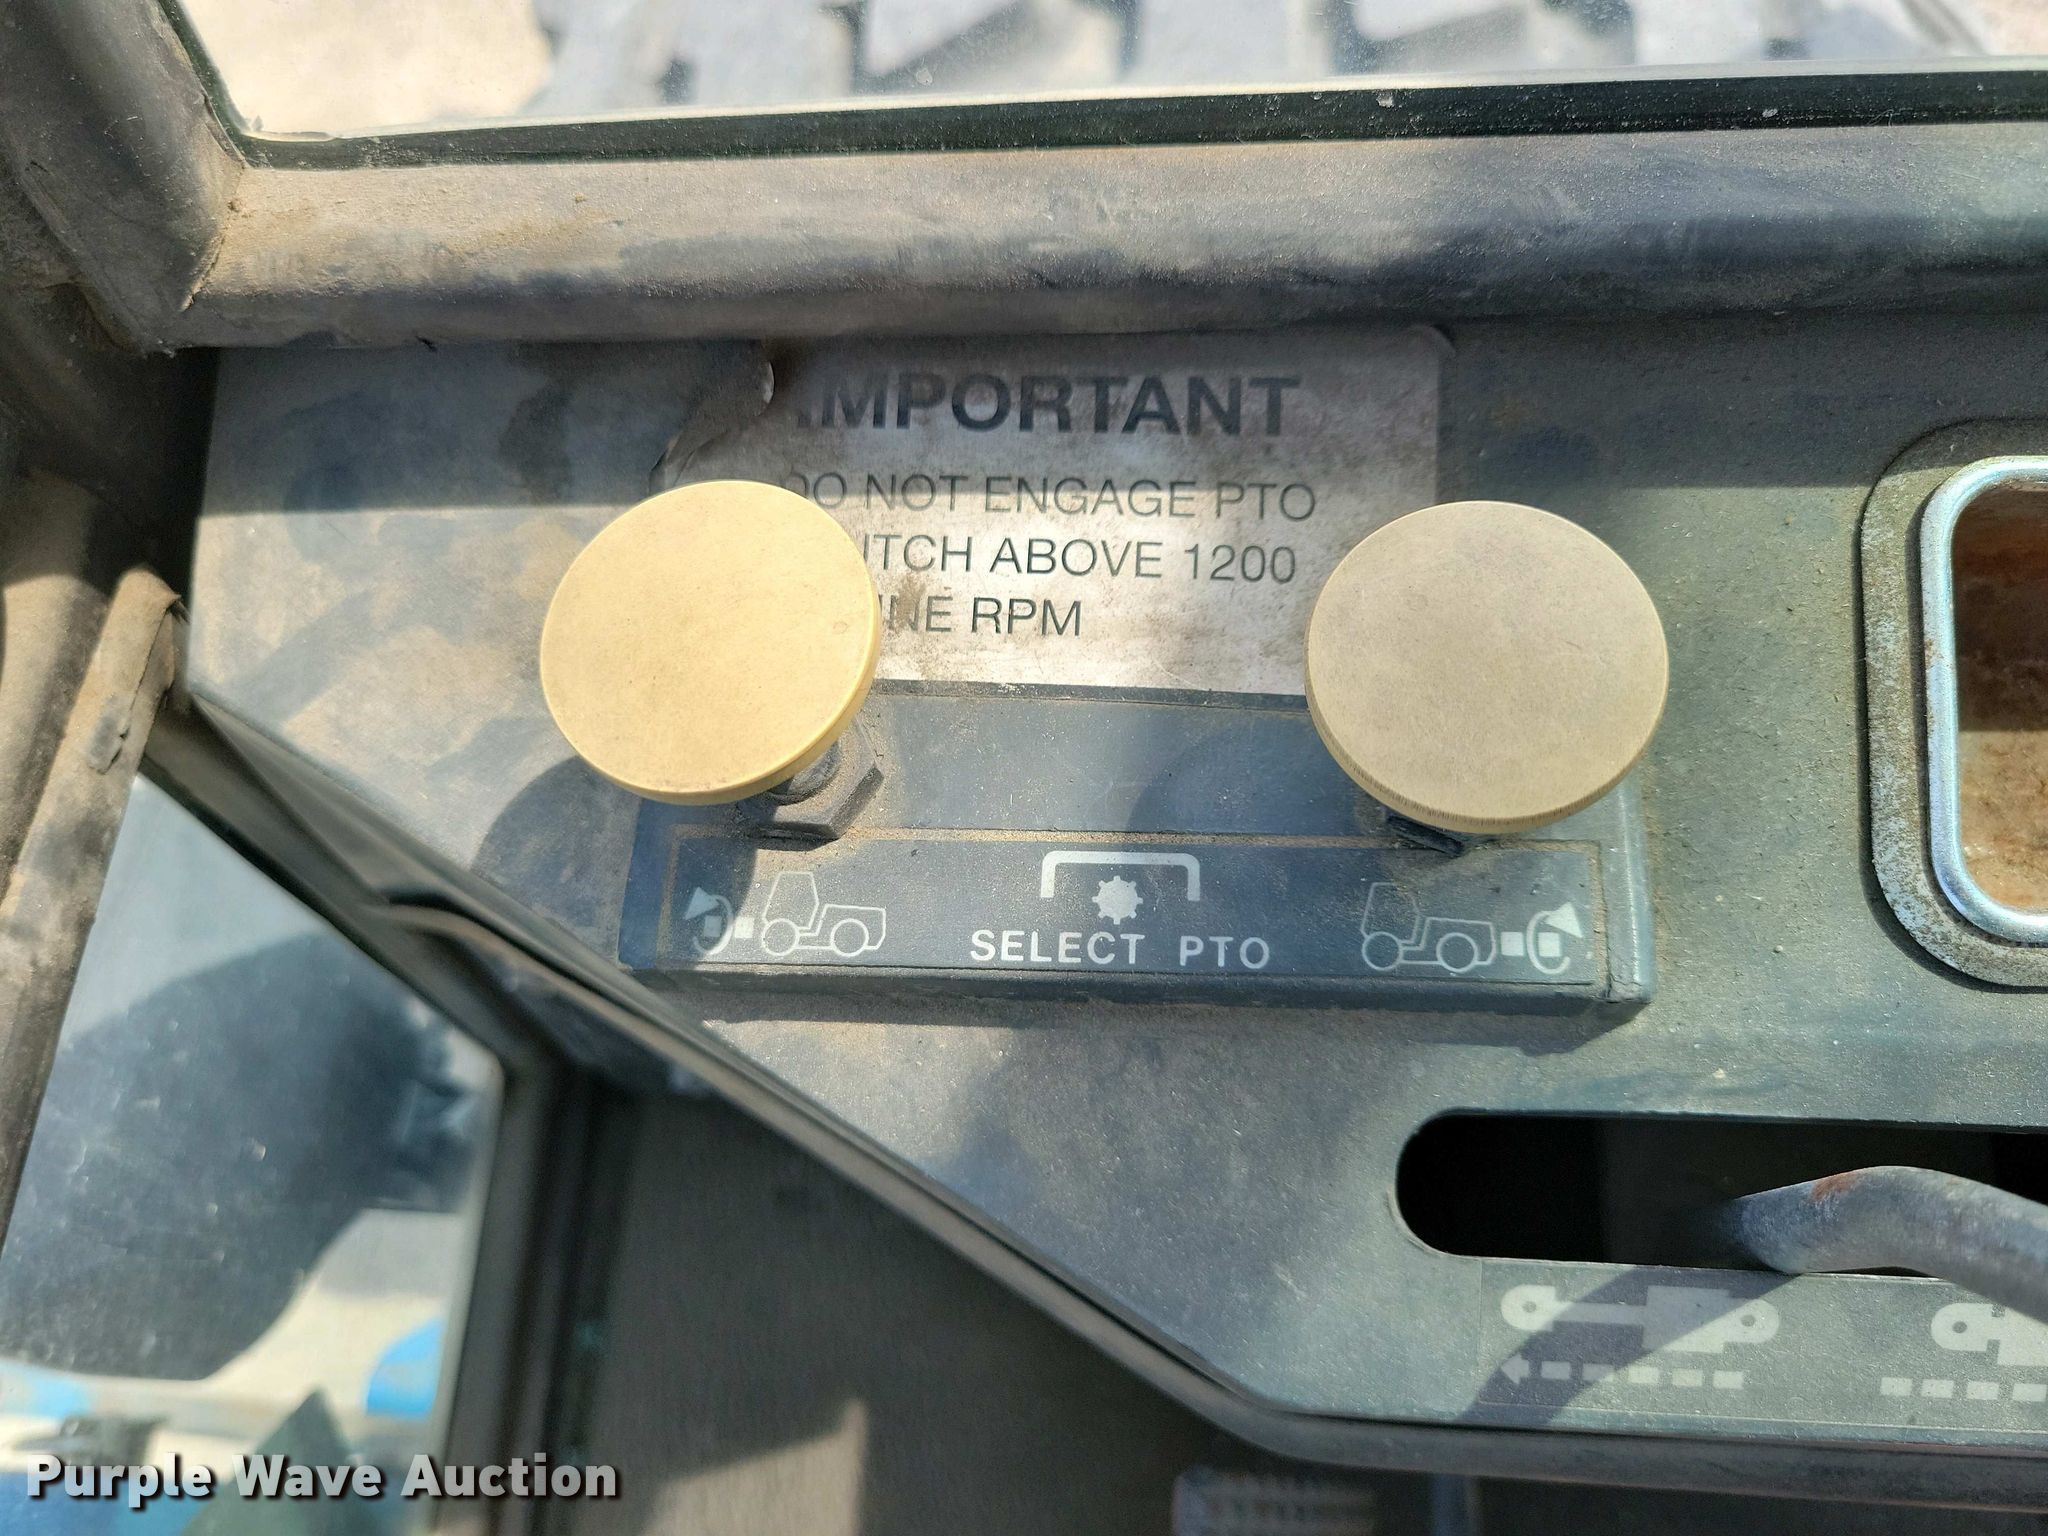 IMPORTANT
DO NOT ENGAGE PTO
ITCH ABOVE 1200
INE RPM
SELECT PTO
Purple Wave Auction